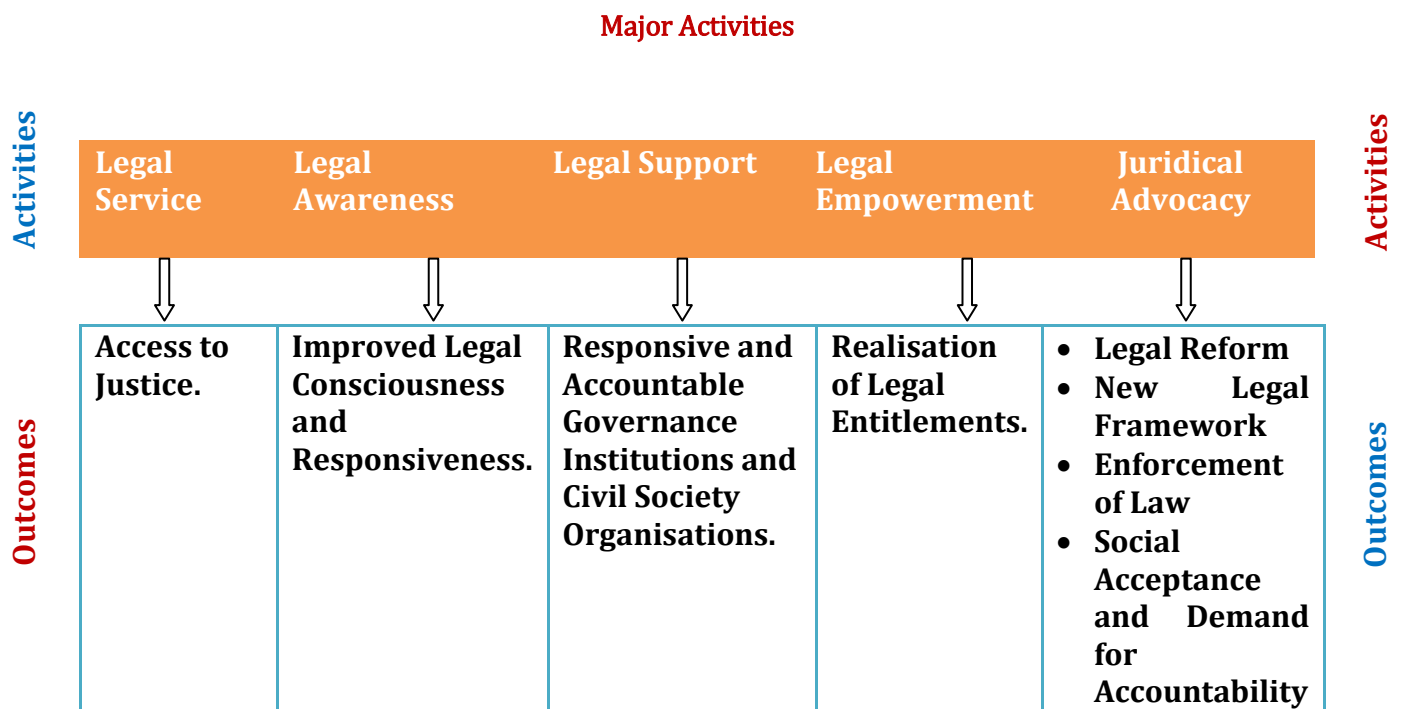 Major Activities
Activities
Legal
Service
Legal
Awareness
Legal Support
Legal
Empowerment
Juridical
Advocacy
Activities
Outcomes
Access to
Justice.
Improved Legal
Consciousness
and
Responsiveness.
Responsive and
Accountable
Governance
Institutions and
Civil Society
Organisations.
Realisation
of Legal
Entitlements.
• Legal Reform
• New Legal
Framework
• Enforcement
of Law
• Social
Acceptance
and Demand
for
Accountability
Outcomes